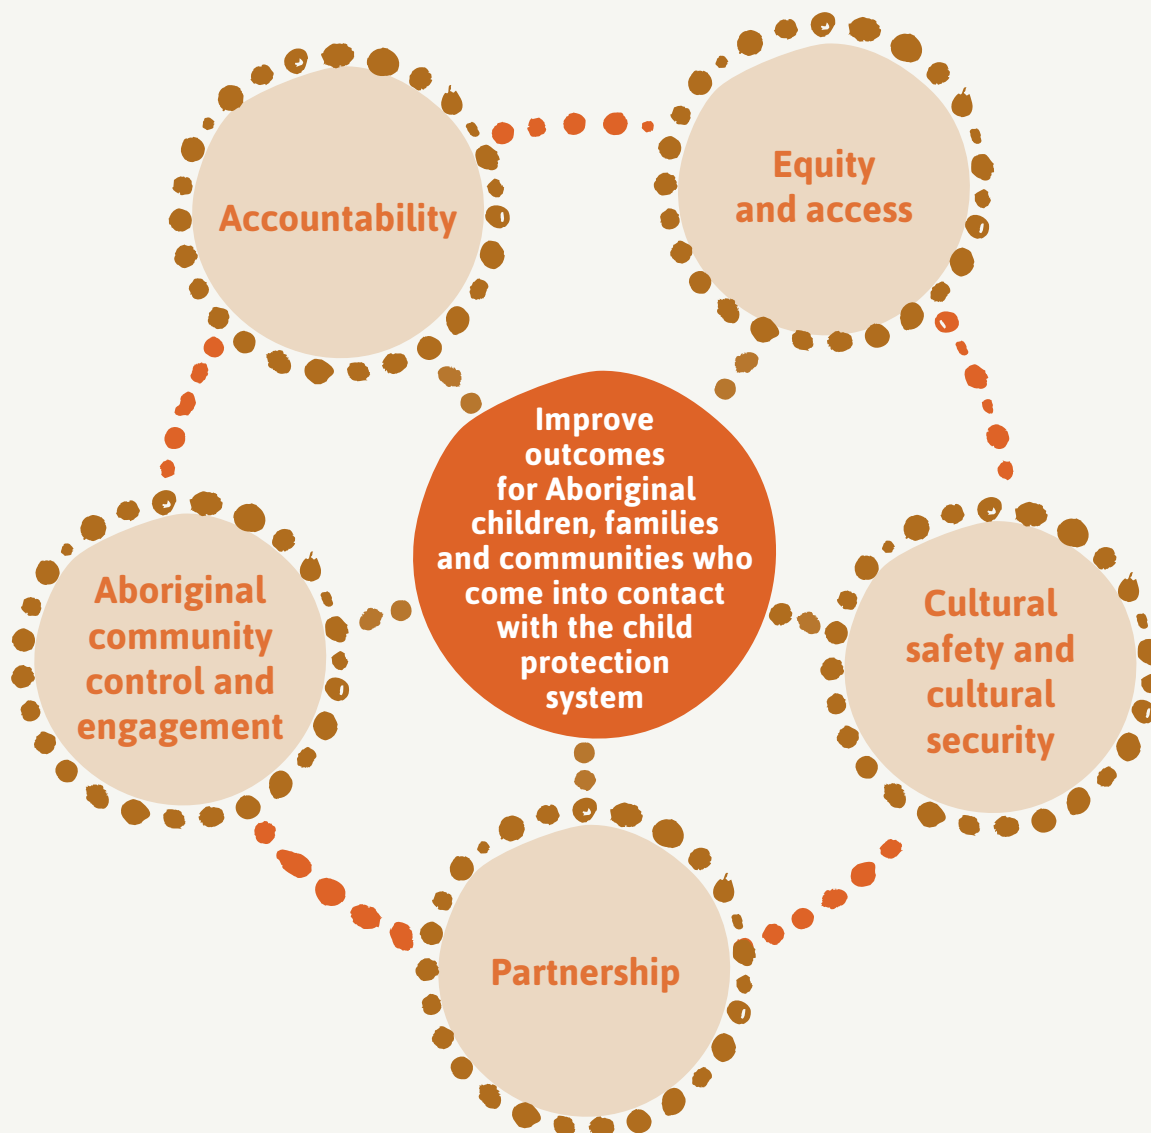 Accountability
Equity
and access
Improve
outcomes
for Aboriginal
children, families
and communities who
come into contact
with the child
protection
system
Aboriginal
community
control and
engagement
Cultural
safety and
cultural
security
Partnership